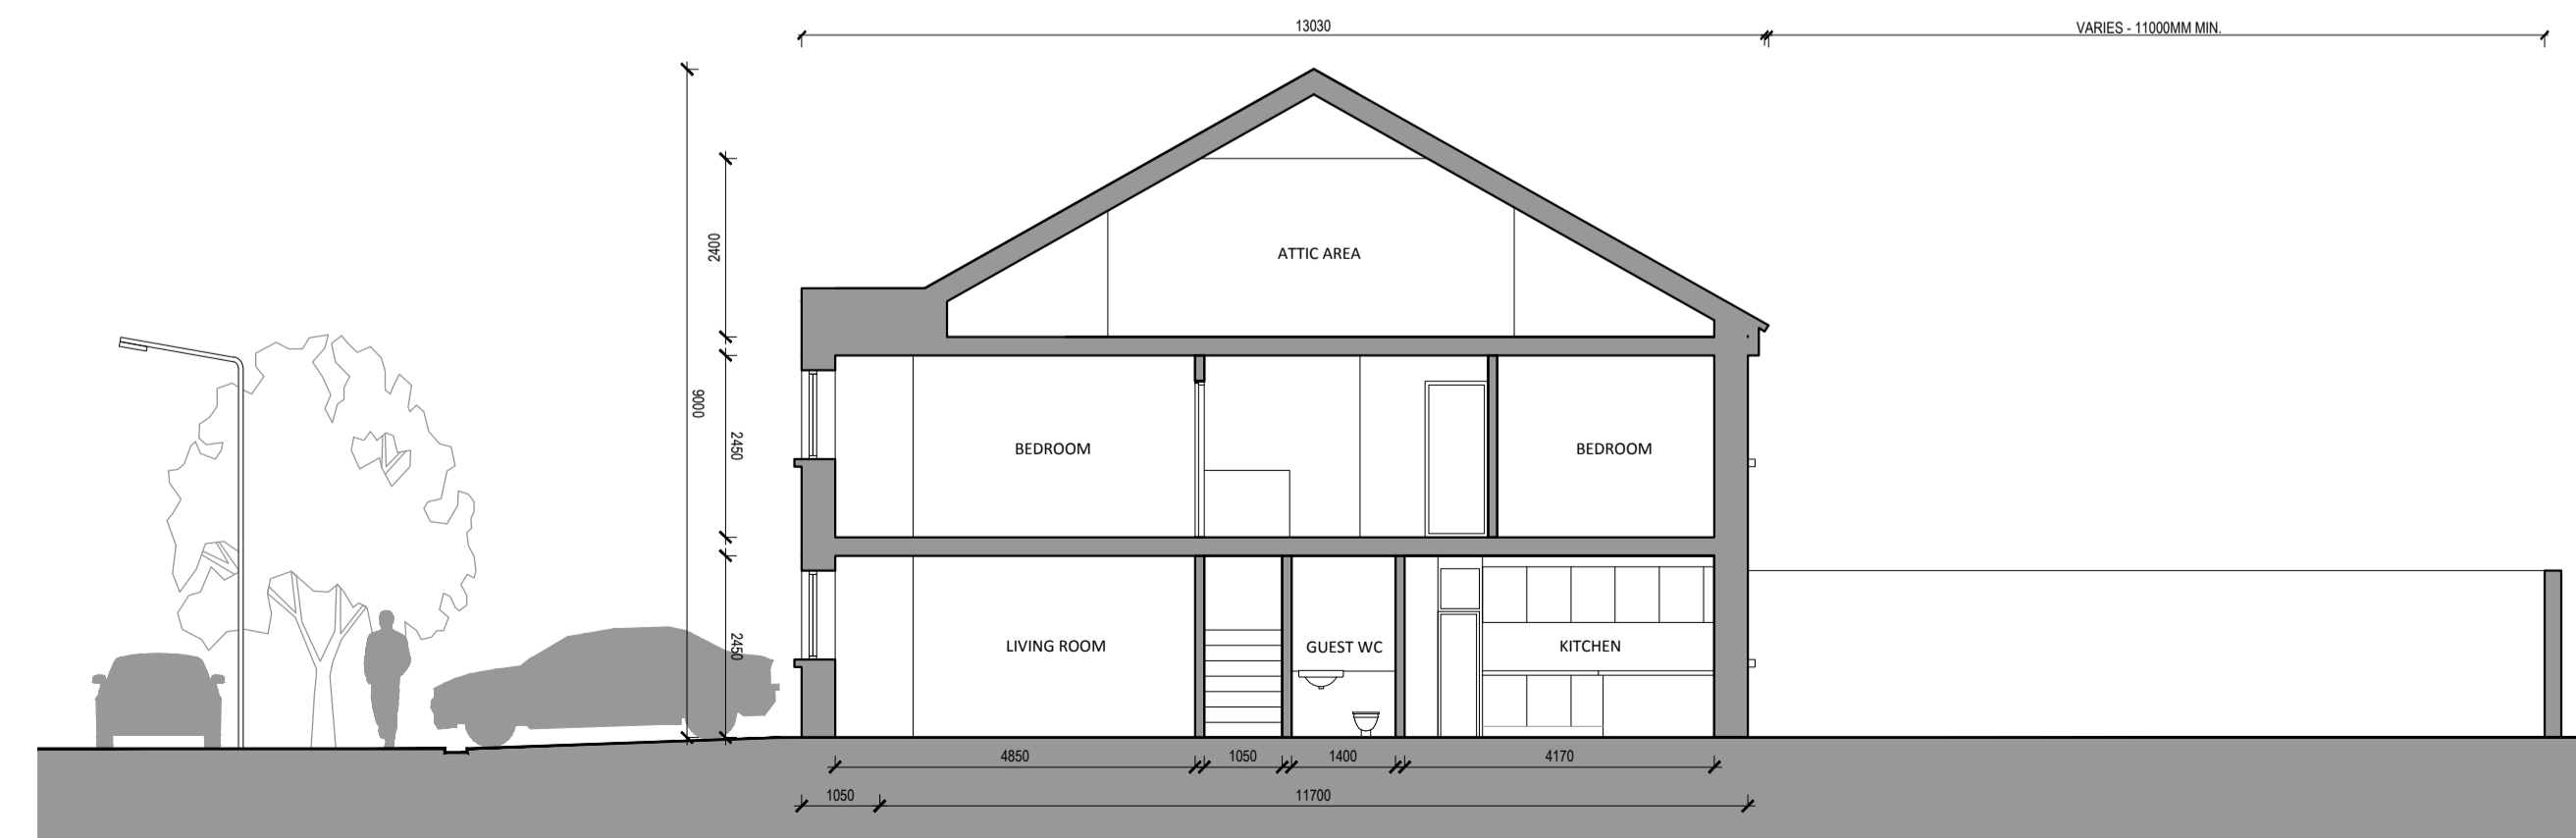 13030
VARIES - 11000MM MIN.
2400
ATTIC AREA
9000
2450
BEDROOM
BEDROOM
2450
LIVING ROOM
GUEST WC
KITCHEN
4850
1050
1400
4170
1050
11700